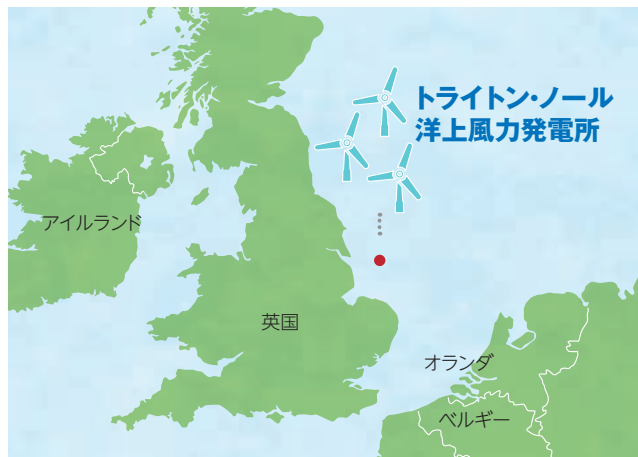 トライトン・ノール
洋上風力発電所
アイルランド
英国
オランダ
ベルギー